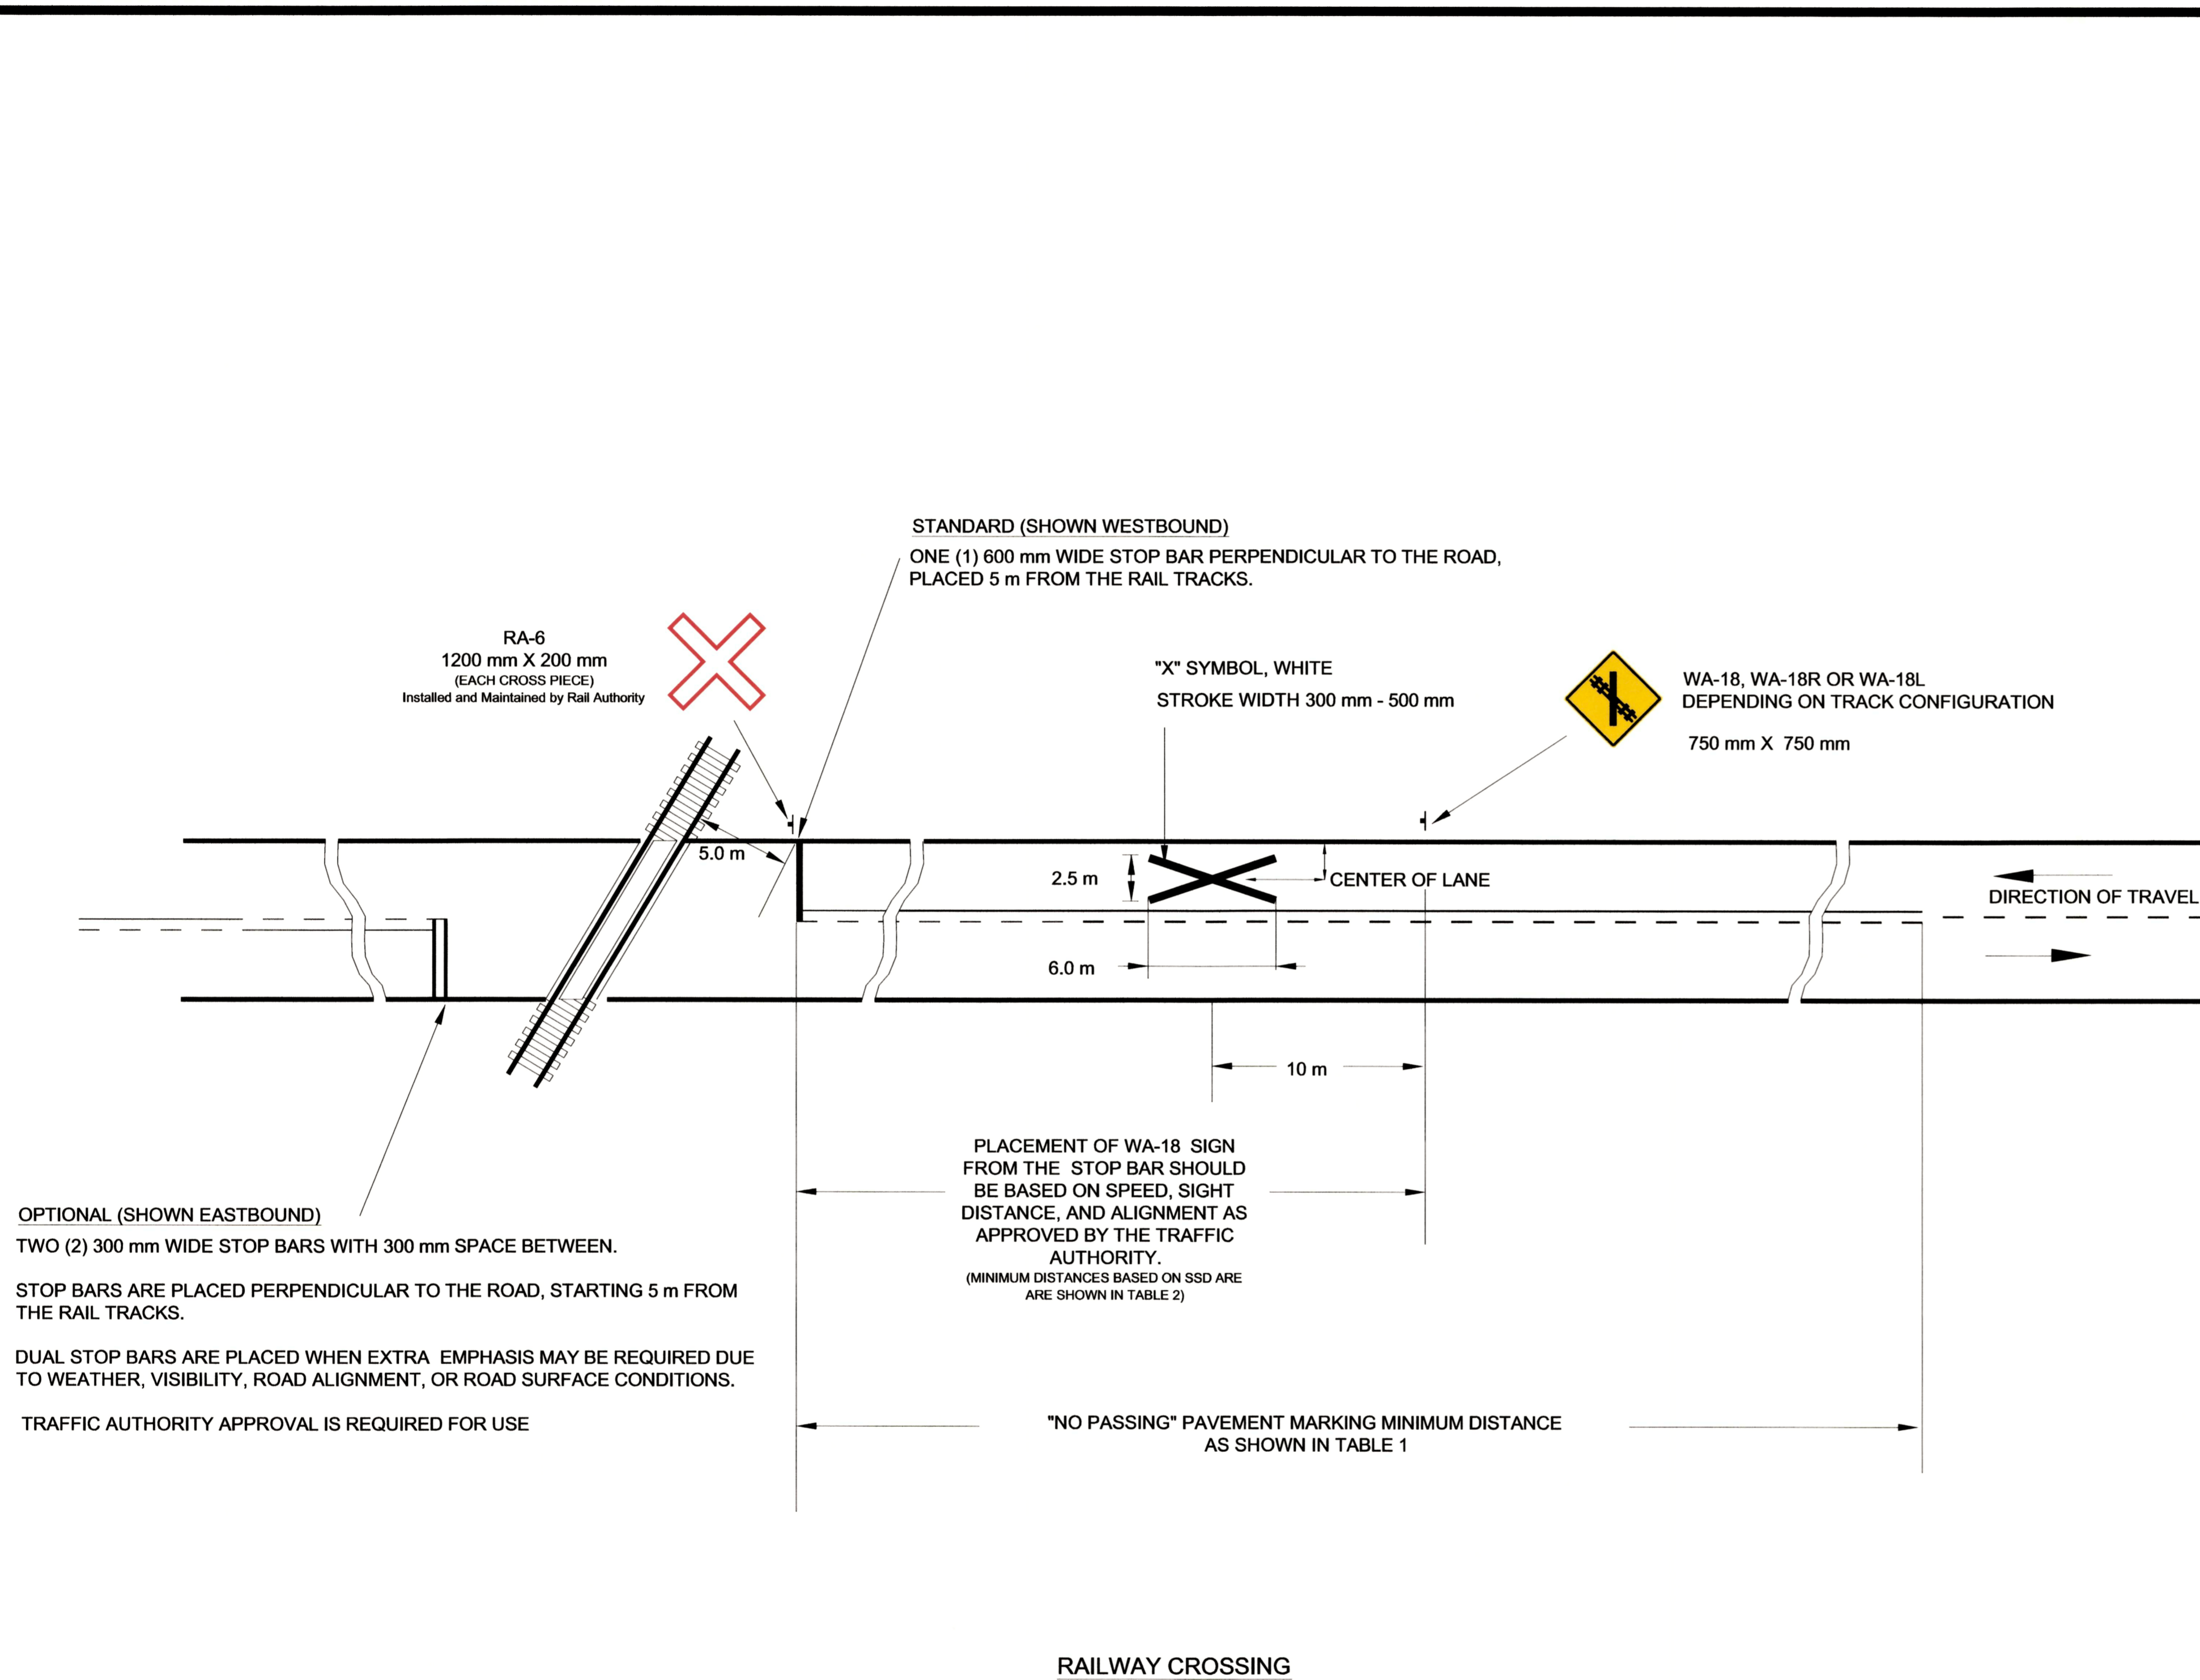 STANDARD (SHOWN WESTBOUND)
ONE (1) 600 mm WIDE STOP BAR PERPENDICULAR TO THE ROAD,
PLACED 5 m FROM THE RAIL TRACKS.
RA-6
1200 mm X 200 mm
(EACH CROSS PIECE)
Installed and Maintained by Rail Authority
"X" SYMBOL, WHITE
STROKE WIDTH 300 mm - 500 mm
WA-18, WA-18R OR WA-18L
DEPENDING ON TRACK CONFIGURATION
750 mm X 750 mm
5.0 m
2.5 m
CENTER OF LANE
DIRECTION OF TRAVEL
6.0 m
10 m
PLACEMENT OF WA-18 SIGN
FROM THE STOP BAR SHOULD
BE BASED ON SPEED, SIGHT
DISTANCE, AND ALIGNMENT AS
APPROVED BY THE TRAFFIC
AUTHORITY.
(MINIMUM DISTANCES BASED ON SSD ARE
ARE SHOWN IN TABLE 2)
OPTIONAL (SHOWN EASTBOUND)
TWO (2) 300 mm WIDE STOP BARS WITH 300 mm SPACE BETWEEN.
STOP BARS ARE PLACED PERPENDICULAR TO THE ROAD, STARTING 5 m FROM
THE RAIL TRACKS.
DUAL STOP BARS ARE PLACED WHEN EXTRA EMPHASIS MAY BE REQUIRED DUE
TO WEATHER, VISIBILITY, ROAD ALIGNMENT, OR ROAD SURFACE CONDITIONS.
TRAFFIC AUTHORITY APPROVAL IS REQUIRED FOR USE
"NO PASSING" PAVEMENT MARKING MINIMUM DISTANCE
AS SHOWN IN TABLE 1
RAILWAY CROSSING